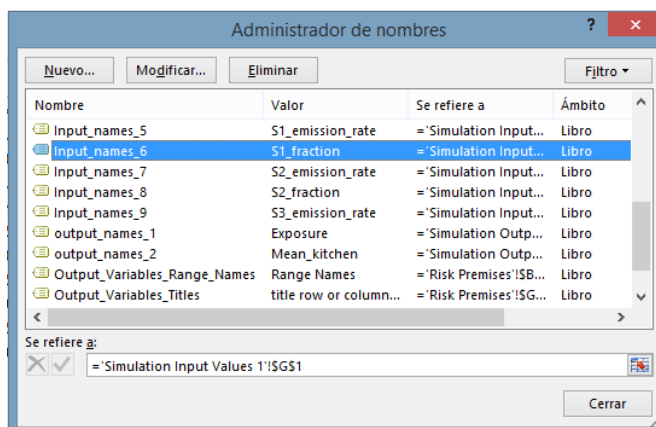 Administrador de nombres ? ×
Nuevo... Modificar... Eliminar Filtro
Nombre Valor Se refiere a Ámbito
Input_names_5 S1_emission_rate ='Simulation Input... Libro
Input_names_6 S1_fraction ='Simulation Input... Libro
Input_names_7 S2_emission_rate ='Simulation Input... Libro
Input_names_8 S2_fraction ='Simulation Input... Libro
Input_names_9 S3_emission_rate ='Simulation Input... Libro
output_names_1 Exposure ='Simulation Outp... Libro
output_names_2 Mean_kitchen ='Simulation Outp... Libro
Output_Variables_Range_Names Range Names ='Risk Premises'!$B... Libro
Output_Variables_Titles title row or column... ='Risk Premises'!$G... Libro
Se refiere a:
='Simulation Input Values 1'!$G$1
Cerrar